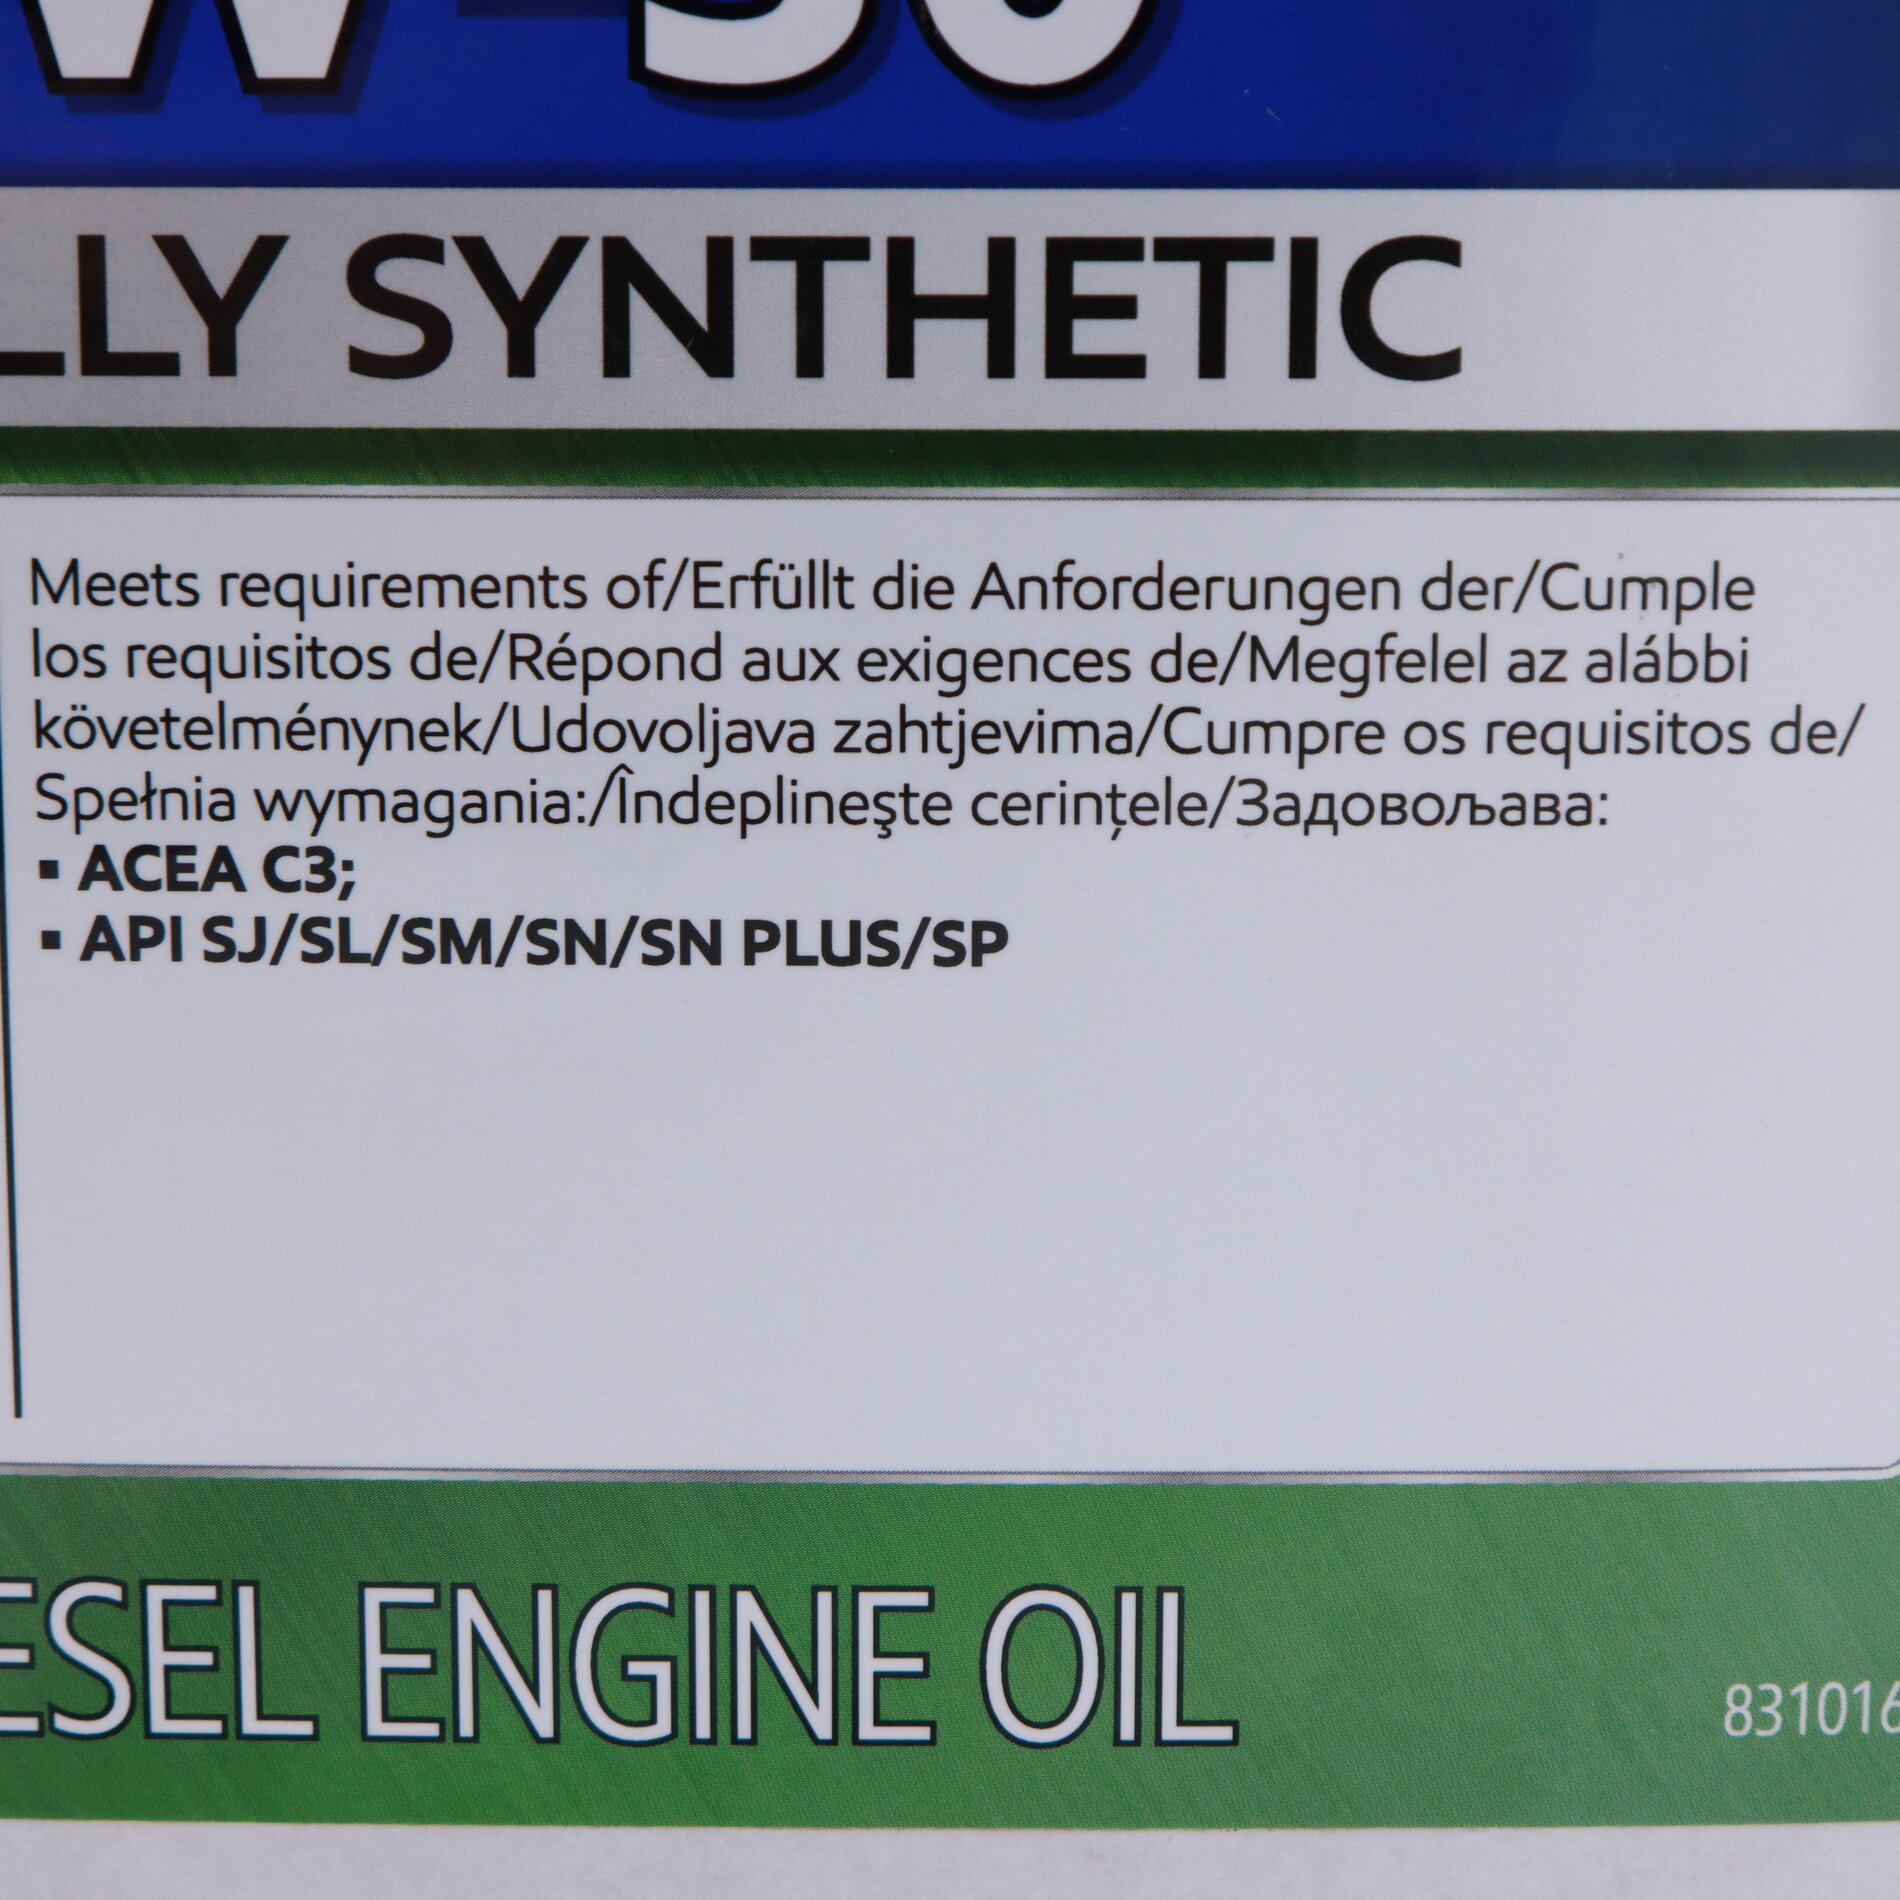 W-30
LLY SYNTHETIC
Meets requirements of/Erfüllt die Anforderungen der/Cumple
los requisitos de/Répond aux exigences de/Megfelel az alábbi
követelménynek/Udovoljava zahtjevima/Cumpre os requisitos de/
Spełnia wymagania:/Îndeplineşte cerințele/Задовољава:
▪ ACEA C3;
▪ API SJ/SL/SM/SN/SN PLUS/SP
ESEL ENGINE OIL
831016